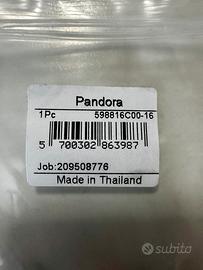 Pandora
1Pc 598816C00-16
5 700302 863987
Job:209508776
Made in Thailand
subito